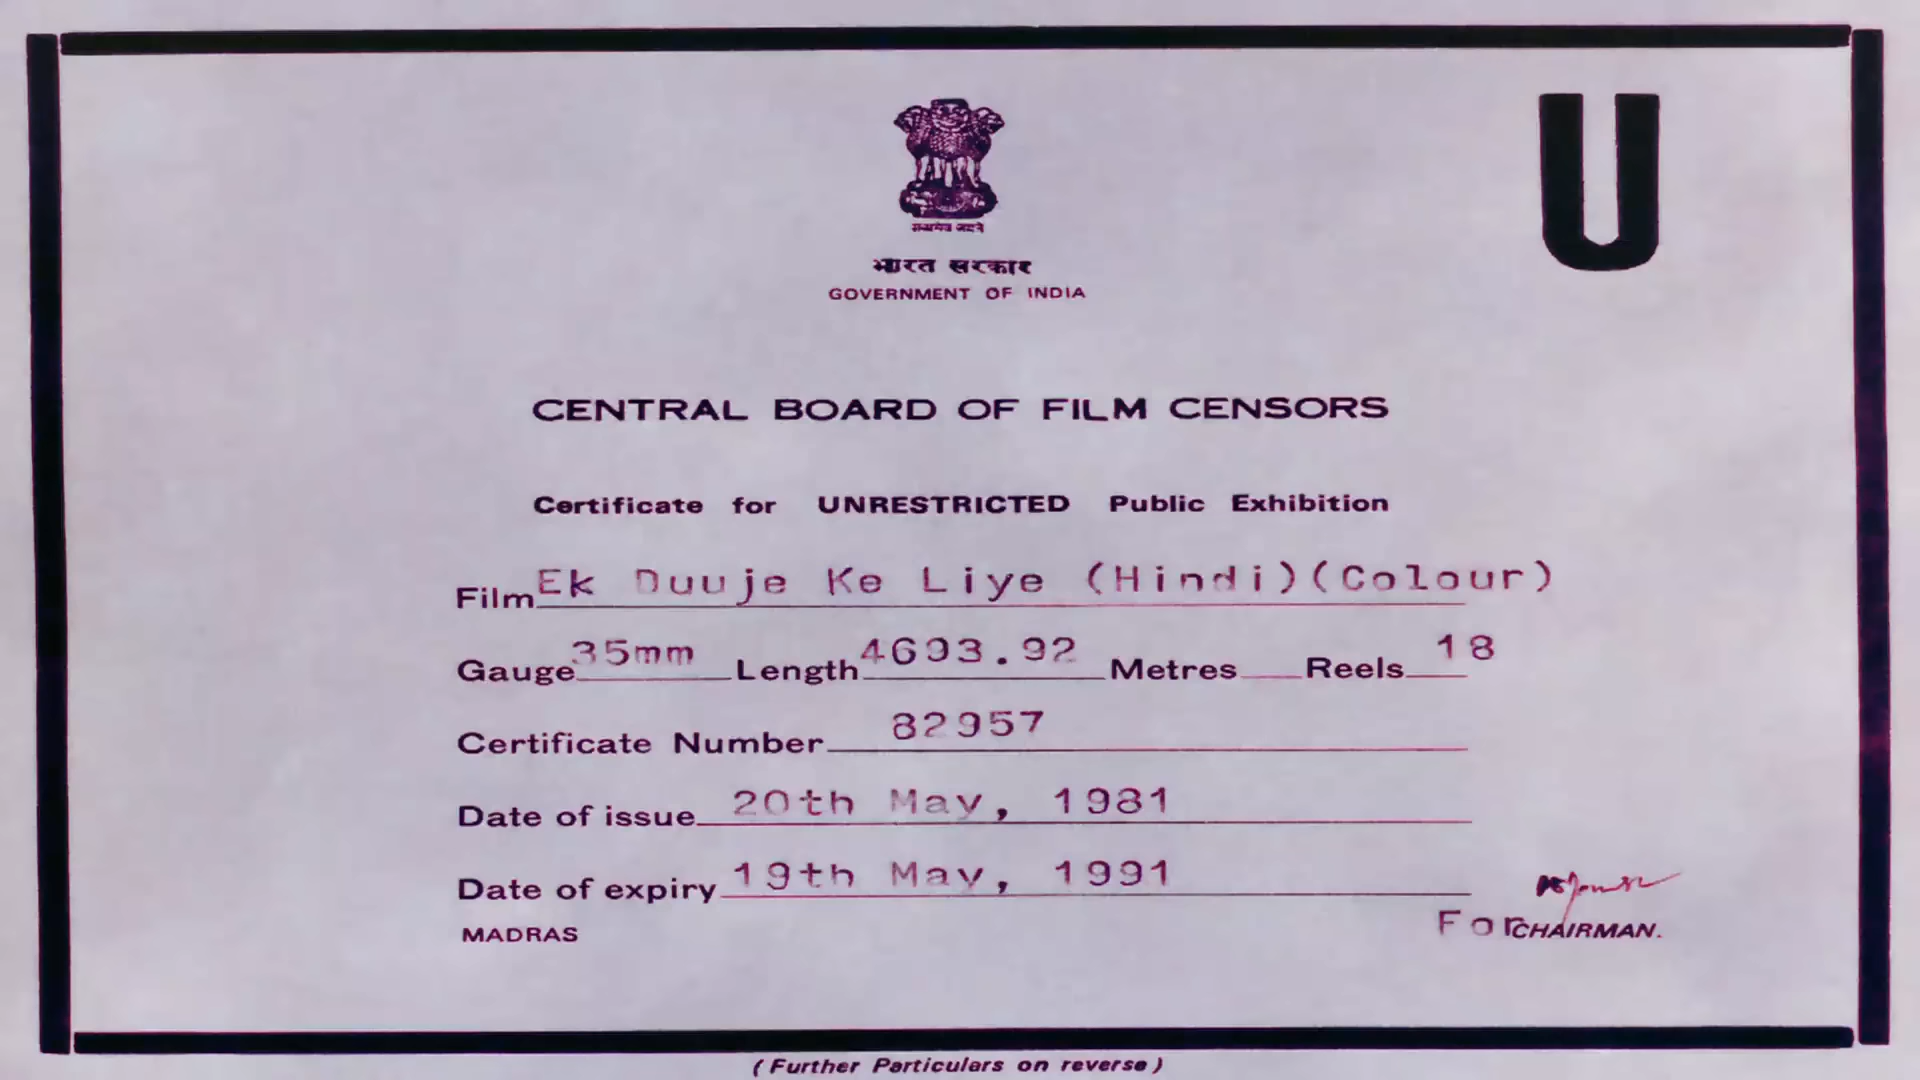 U
सत्यमेव जयते
भारत सरकार
GOVERNMENT OF INDIA
CENTRAL BOARD OF FILM CENSORS
Certificate for UNRESTRICTED Public Exhibition
Film Ek Duuje Ke Liye (Hindi)(Colour)
Gauge 35mm Length 4693.92 Metres Reels 18
Certificate Number 82957
Date of issue 20th May, 1981
Date of expiry 19th May, 1991
MADRAS
For CHAIRMAN.
(Further Particulars on reverse)